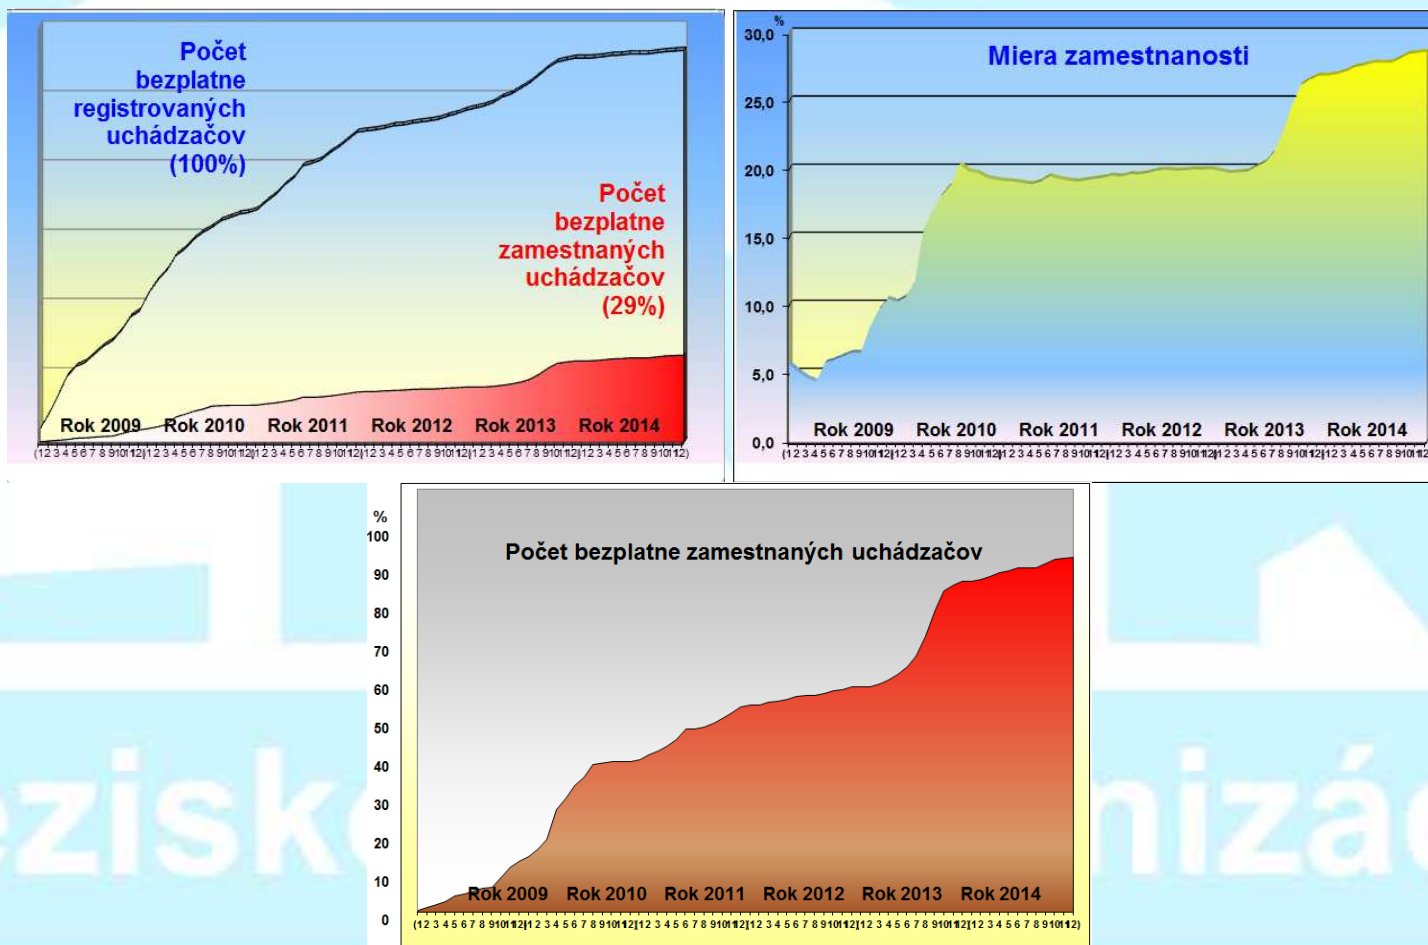 Počet
bezplatne
registrovaných
uchádzačov
(100%)
Počet
bezplatne
zamestnaných
uchádzačov
(29%)
Rok 2009 Rok 2010 Rok 2011 Rok 2012 Rok 2013 Rok 2014
%
Miera zamestnanosti
30,0
25,0
20,0
15,0
10,0
5,0
0,0
Rok 2009 Rok 2010 Rok 2011 Rok 2012 Rok 2013 Rok 2014
%
Počet bezplatne zamestnaných uchádzačov
100
90
80
70
60
50
40
30
20
10
0
Rok 2009 Rok 2010 Rok 2011 Rok 2012 Rok 2013 Rok 2014